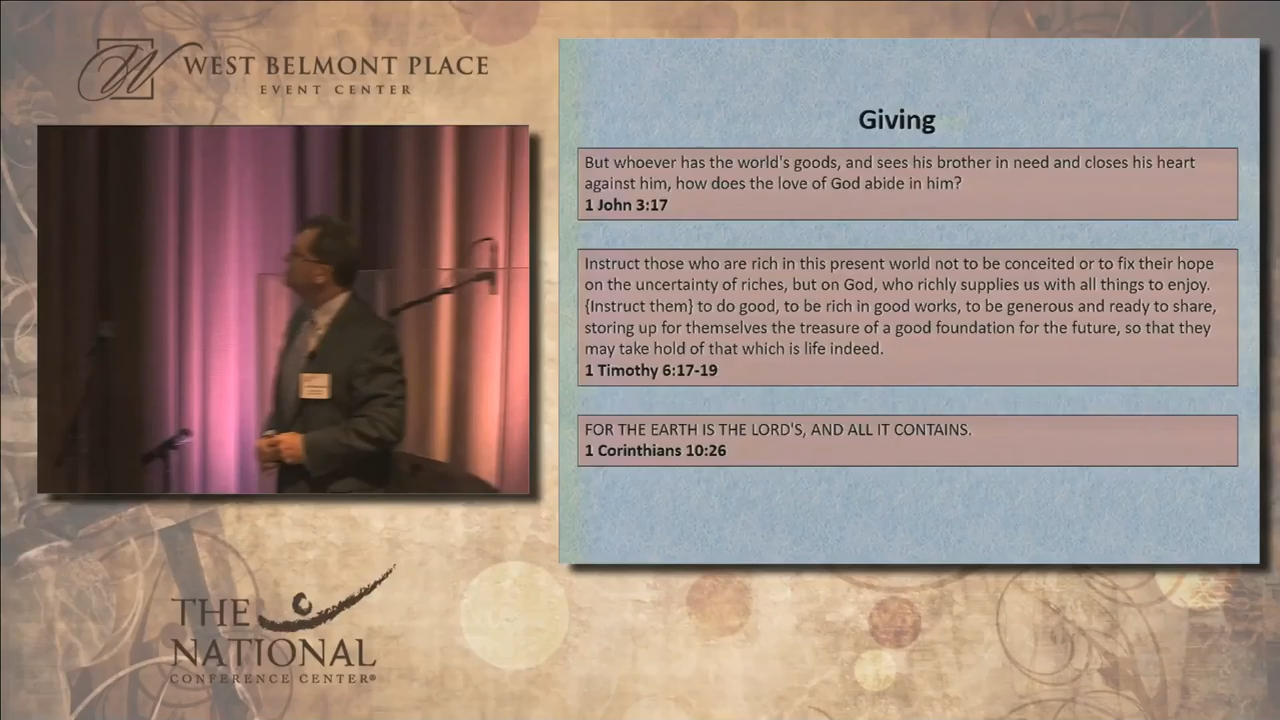 WEST BELMONT PLACE
EVENT CENTER
Giving
But whoever has the world's goods, and sees his brother in need and closes his heart
against him, how does the love of God abide in him?
1 John 3:17
Instruct those who are rich in this present world not to be conceited or to fix their hope
on the uncertainty of riches, but on God, who richly supplies us with all things to enjoy.
{Instruct them} to do good, to be rich in good works, to be generous and ready to share,
storing up for themselves the treasure of a good foundation for the future, so that they
may take hold of that which is life indeed.
1 Timothy 6:17-19
FOR THE EARTH IS THE LORD'S, AND ALL IT CONTAINS.
1 Corinthians 10:26
THE
NATIONAL
CONFERENCE CENTER®